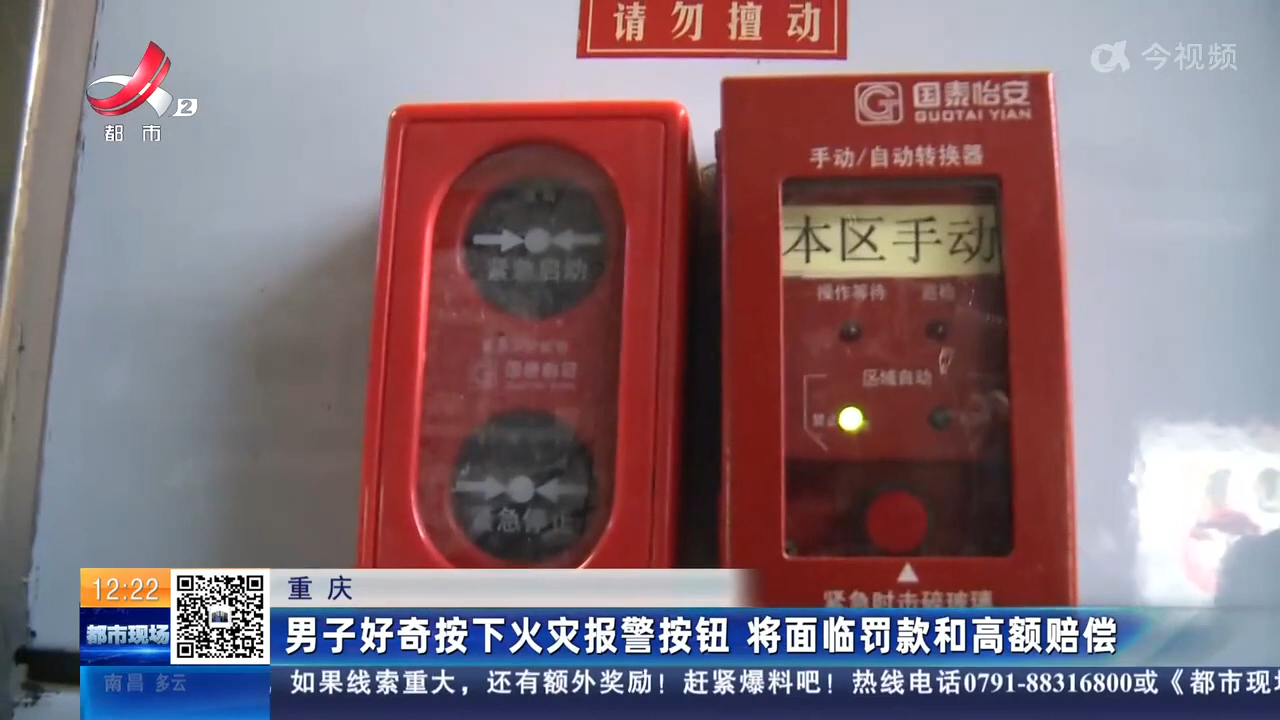 请勿擅动
今视频
2
都市
国泰怡安
GUOTAI YIAN
手动/自动转换器
本区手动
操作等待
巡检
紧急启动
区域自动
禁止
紧急停止
紧急时击碎玻璃
12:22
重庆
都市现场
男子好奇按下火灾报警按钮 将面临罚款和高额赔偿
南昌 多云
如果线索重大，还有额外奖励！赶紧爆料吧！热线电话0791-88316800或《都市现场